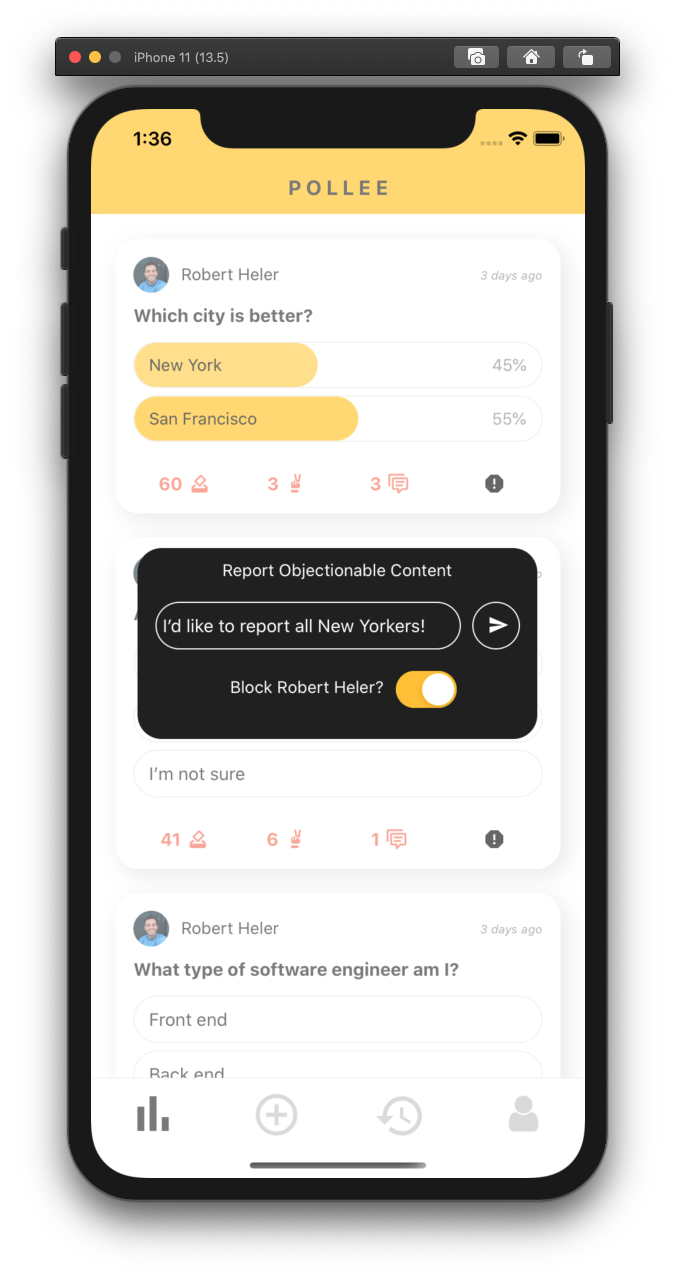 iPhone 11 (13.5)
1:36
POLLEE
Robert Heler 3 days ago
Which city is better?
New York 45%
San Francisco 55%
60 3 3
Report Objectionable Content
I'd like to report all New Yorkers!
Block Robert Heler?
I'm not sure
41 6 1
Robert Heler 3 days ago
What type of software engineer am I?
Front end
Back end